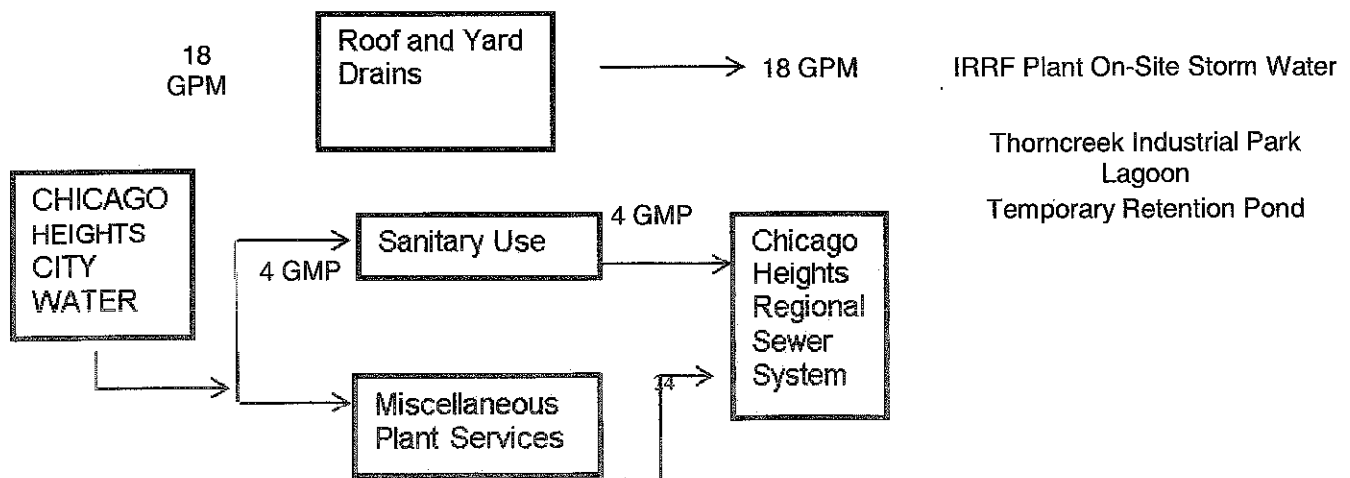 18
GPM
Roof and Yard
Drains
18 GPM
IRRF Plant On-Site Storm Water
Thorncreek Industrial Park
Lagoon
Temporary Retention Pond
CHICAGO
HEIGHTS
CITY
WATER
4 GMP
Sanitary Use
4 GMP
Chicago
Heights
Regional
Sewer
System
34
Miscellaneous
Plant Services